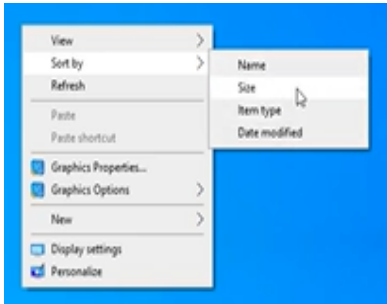 View
Sort by
Refresh
Paste
Paste shortcut
Graphics Properties...
Graphics Options
New
Display settings
Personalize
Name
Size
Item type
Date modified